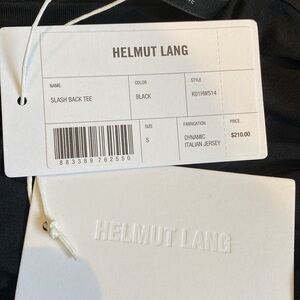 HELMUT LANG
NAME COLOR STYLE
SLASH BACK TEE BLACK K01HW514
SIZE FABRICATION PRICE
S DYNAMIC $210.00
ITALIAN JERSEY
883389762550
HELMUT LANG